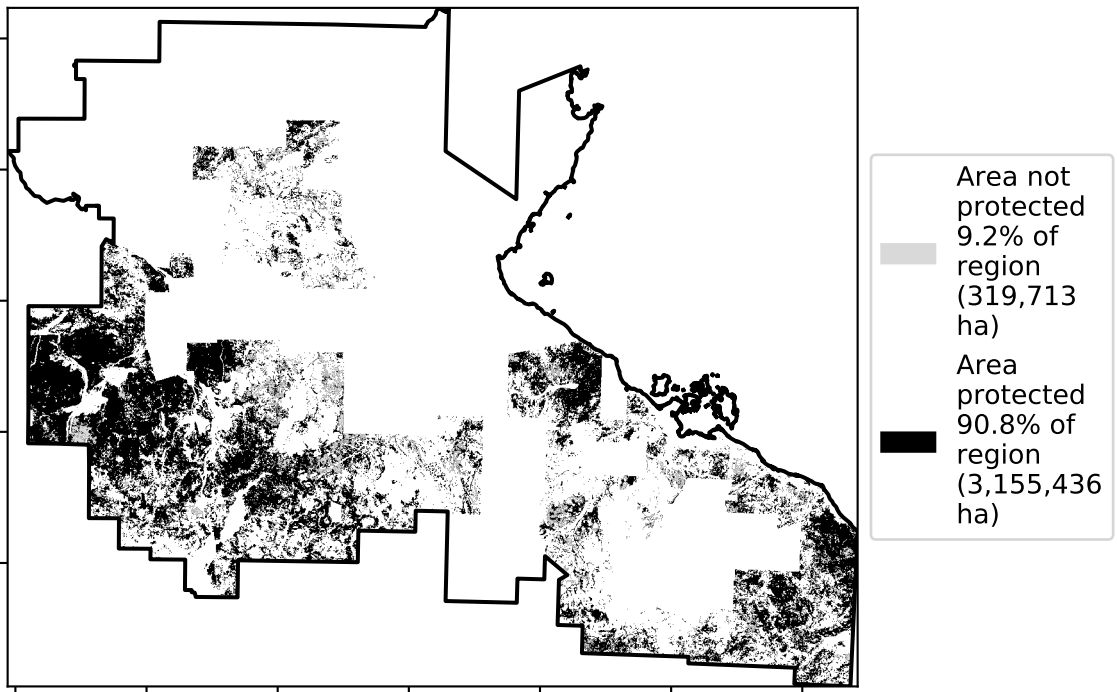 Area not
protected
9.2% of
region
(319,713
ha)
Area
protected
90.8% of
region
(3,155,436
ha)